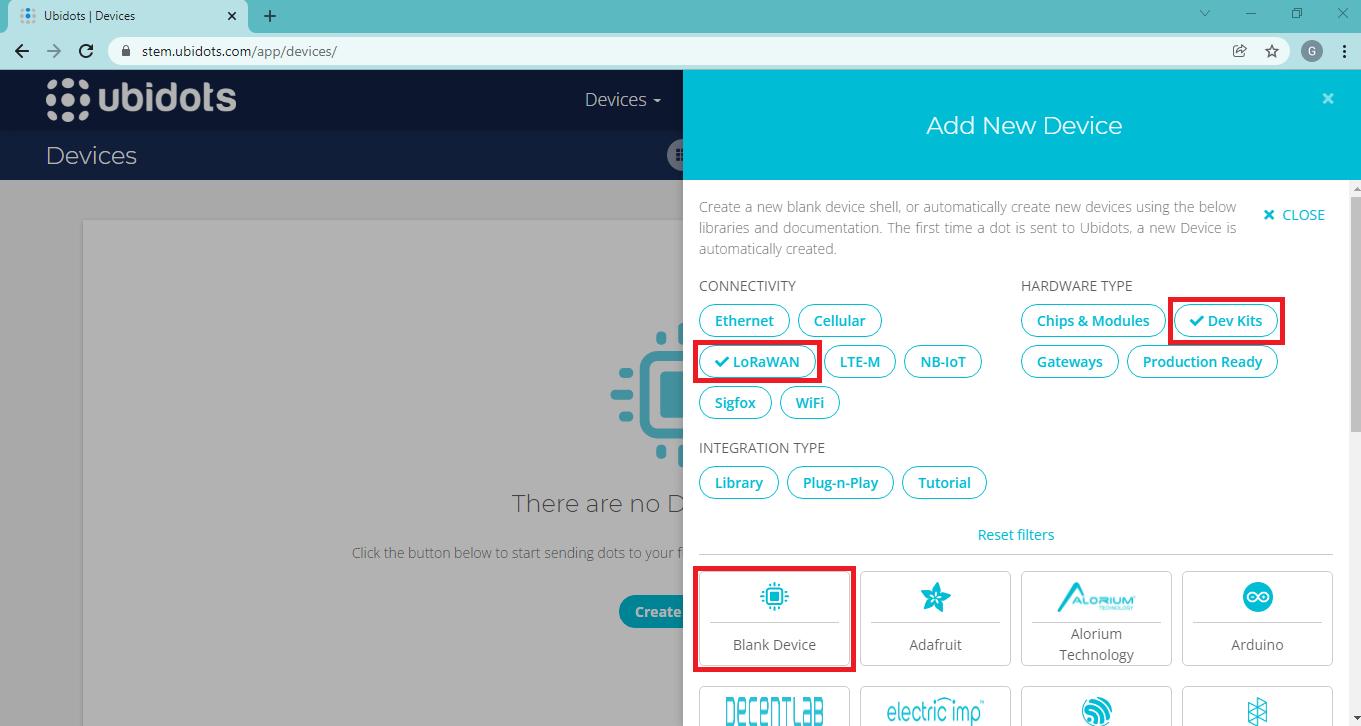 Ubidots | Devices
stem.ubidots.com/app/devices/
G
ubidots
Devices
Devices
Add New Device
Create a new blank device shell, or automatically create new devices using the below
libraries and documentation. The first time a dot is sent to Ubidots, a new Device is
automatically created.
CLOSE
CONNECTIVITY
Ethernet
Cellular
LoRaWAN
LTE-M
NB-IoT
Sigfox
WiFi
HARDWARE TYPE
Chips & Modules
Dev Kits
Gateways
Production Ready
INTEGRATION TYPE
Library
Plug-n-Play
Tutorial
Reset filters
There are no D
Click the button below to start sending dots to your f
Create
Blank Device
Adafruit
ALORIUM
TECHNOLOGY
Alorium
Technology
Arduino
DECENTLAB
electric imp™